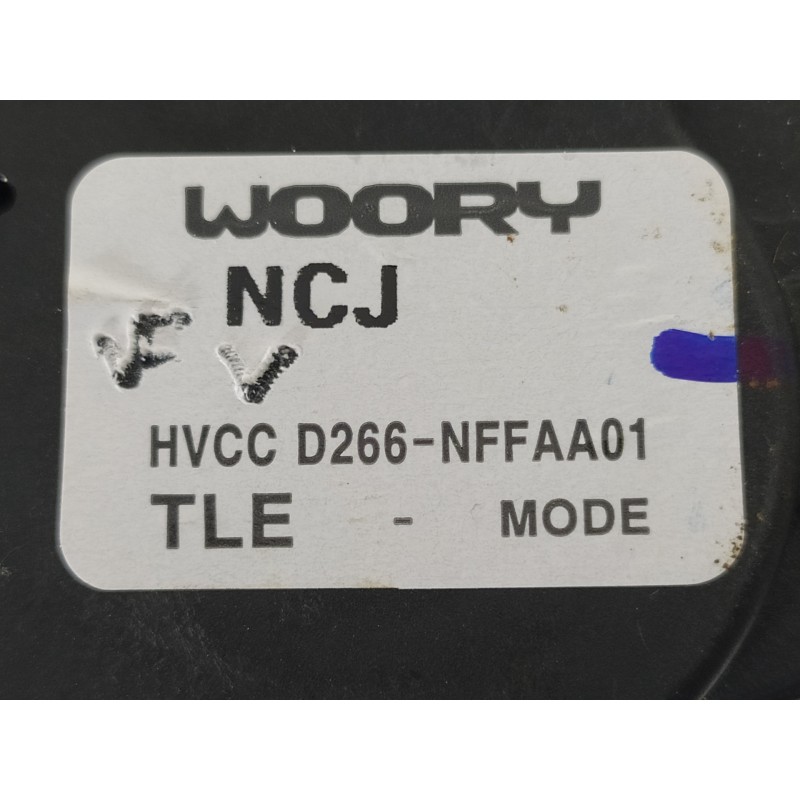 WOORY
NCJ
V
HVCC D266-NFFAA01
TLE - MODE